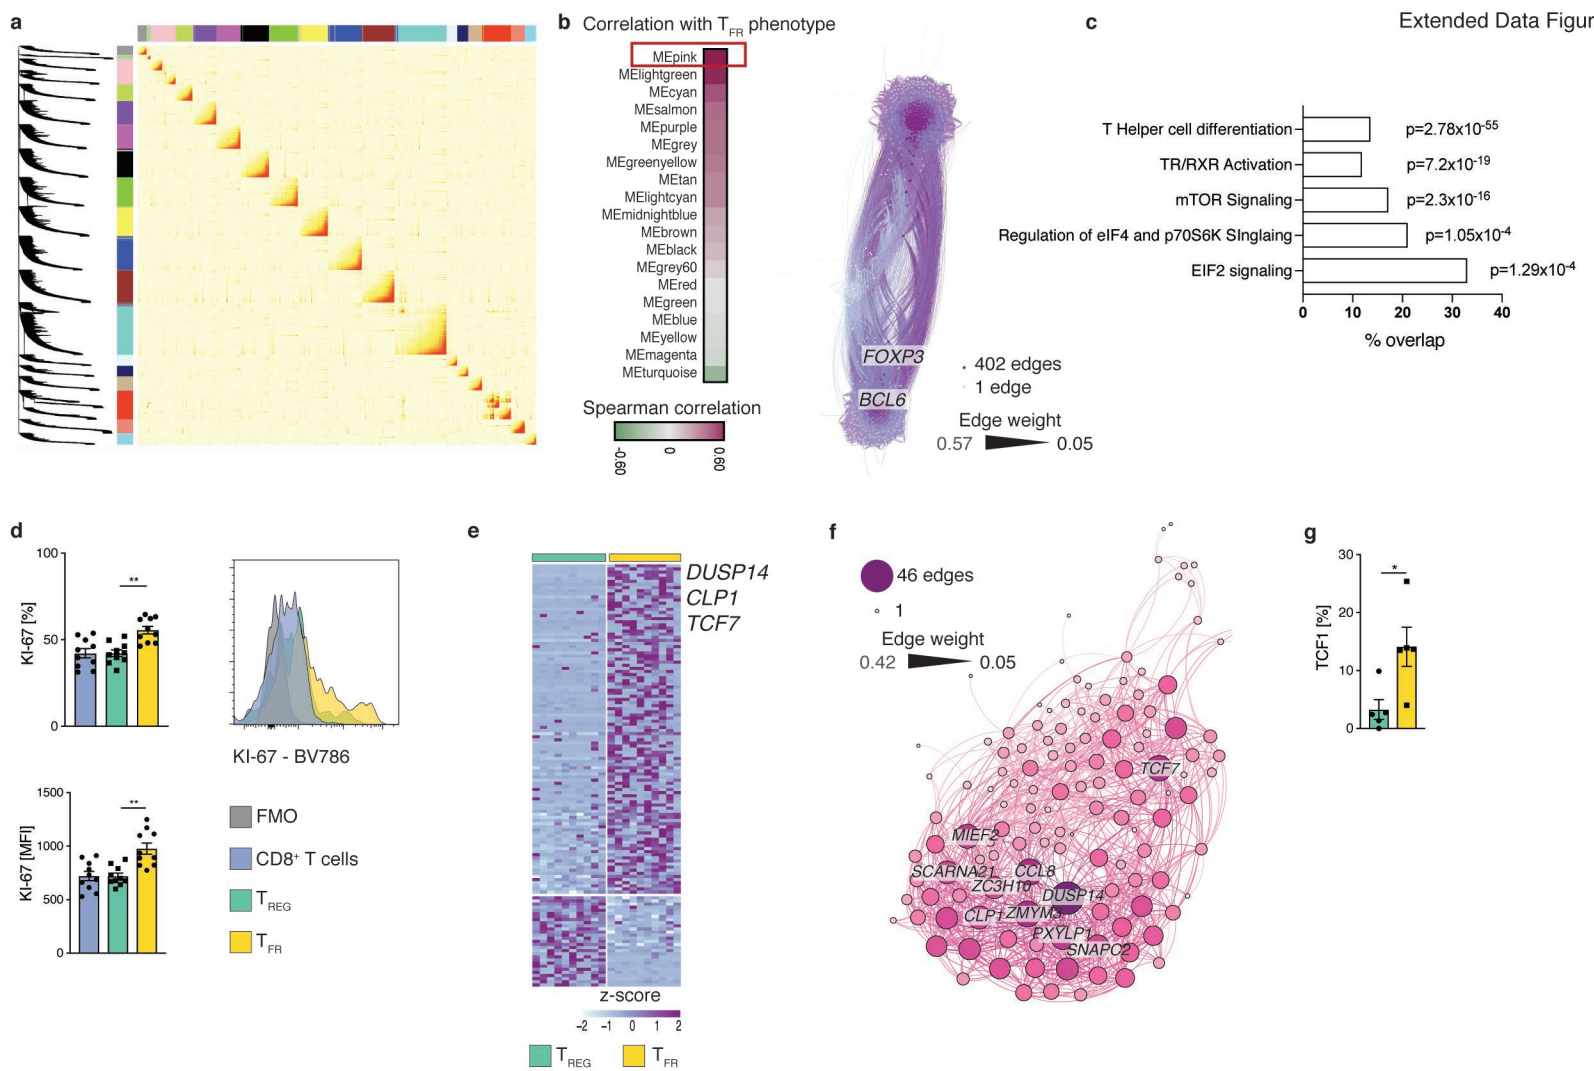 Extended Data Figur
a
b
Correlation with TFR phenotype
MEpink
MElightgreen
MEcyan
MEsalmon
MEpurple
MEgrey
MEgreenyellow
MEtan
MElightcyan
MEmidnightblue
MEbrown
MEblack
MEgrey60
MEred
MEgreen
MEblue
MEyellow
MEmagenta
MEturquoise
Spearman correlation
-0.60
0
0.60
FOXP3
BCL6
402 edges
1 edge
Edge weight
0.57
0.05
c
T Helper cell differentiation
p=2.78x10-55
TR/RXR Activation
p=7.2x10-19
mTOR Signaling
p=2.3x10-16
Regulation of eIF4 and p70S6K SInglaing
p=1.05x10-4
EIF2 signaling
p=1.29x10-4
0 10 20 30 40
% overlap
d
KI-67 [%]
100
50
0
**
KI-67 - BV786
KI-67 [MFI]
1500
1000
500
0
**
FMO
CD8+ T cells
TREG
TFR
e
DUSP14
CLP1
TCF7
z-score
-2 -1 0 1 2
TREG
TFR
f
46 edges
1
Edge weight
0.42
0.05
TCF7
MIEF2
SCARNA21
CCL8
ZC3H10
DUSP14
CLP1
ZMYM3
PXYLP1
SNAPC2
g
TCF1 [%]
30
20
10
0
*